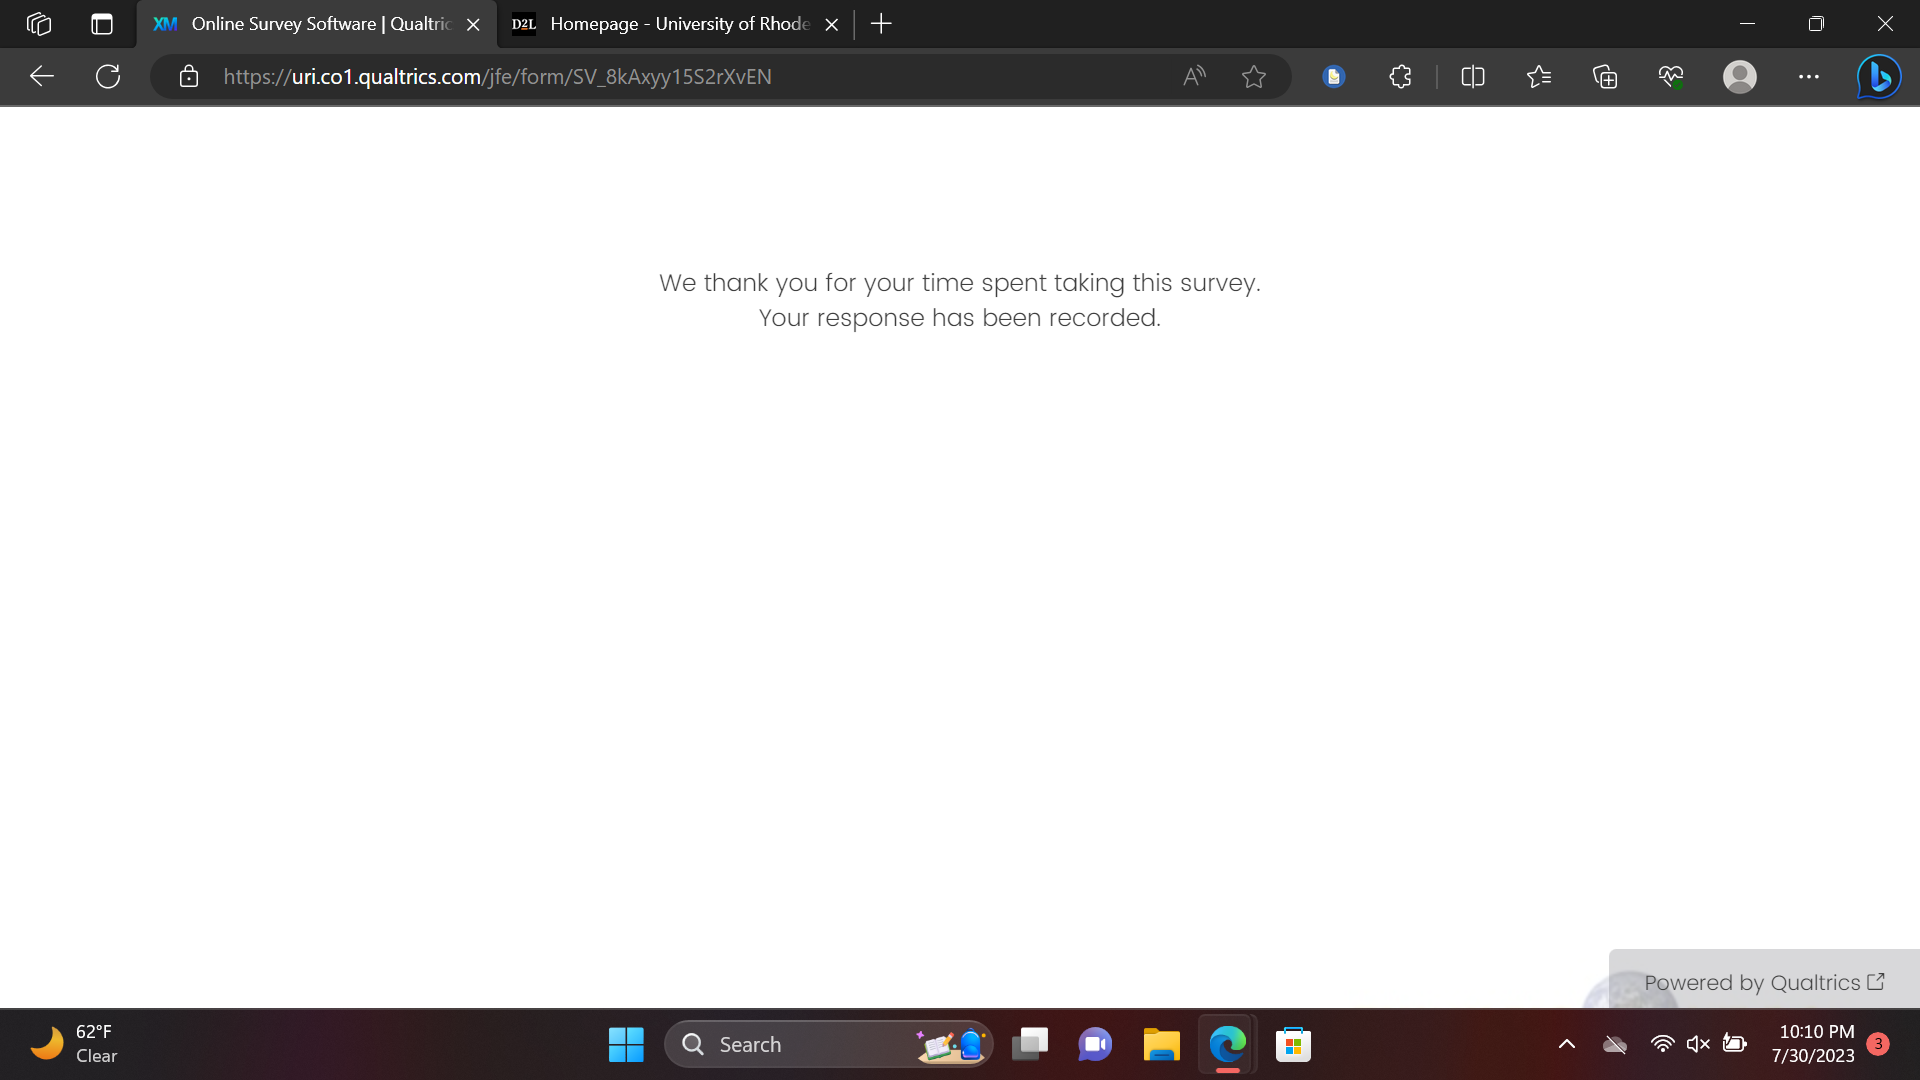 XM Online Survey Software | Qualtric
D2L Homepage - University of Rhode
https://uri.co1.qualtrics.com/jfe/form/SV_8kAxyy15S2rXvEN
We thank you for your time spent taking this survey.
Your response has been recorded.
Powered by Qualtrics
62°F
Clear
Search
10:10 PM
7/30/2023
3